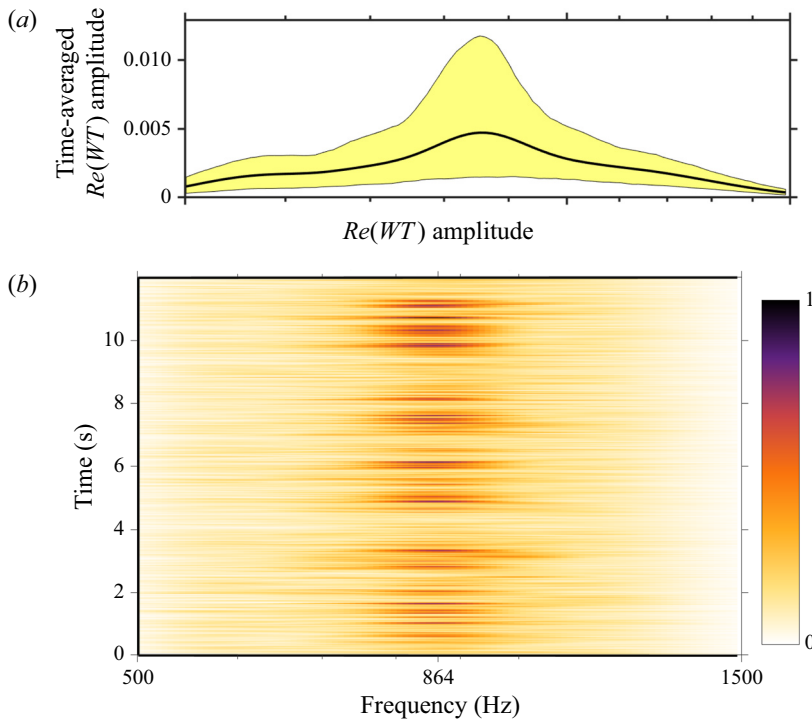 (a)
Time-averaged
Re(WT) amplitude
0.010
0.005
0
Re(WT) amplitude
(b)
Time (s)
10
8
6
4
2
0
500
864
1500
Frequency (Hz)
1
0